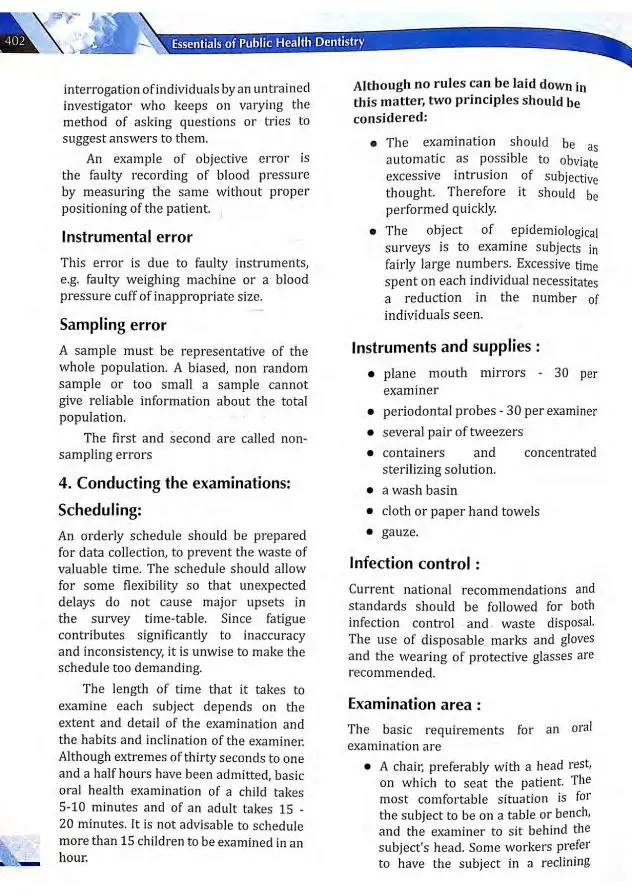 402
Essentials of Public Health Dentistry
interrogation of individuals by an untrained
investigator who keeps on varying the
method of asking questions or tries to
suggest answers to them.
An example of objective error is
the faulty recording of blood pressure
by measuring the same without proper
positioning of the patient.
Instrumental error
This error is due to faulty instruments,
e.g. faulty weighing machine or a blood
pressure cuff of inappropriate size.
Sampling error
A sample must be representative of the
whole population. A biased, non random
sample or too small a sample cannot
give reliable information about the total
population.
The first and second are called non-
sampling errors
4. Conducting the examinations:
Scheduling:
An orderly schedule should be prepared
for data collection, to prevent the waste of
valuable time. The schedule should allow
for some flexibility so that unexpected
delays do not cause major upsets in
the survey time-table. Since fatigue
contributes significantly to inaccuracy
and inconsistency, it is unwise to make the
schedule too demanding.
The length of time that it takes to
examine each subject depends on the
extent and detail of the examination and
the habits and inclination of the examiner.
Although extremes of thirty seconds to one
and a half hours have been admitted, basic
oral health examination of a child takes
5-10 minutes and of an adult takes 15 -
20 minutes. It is not advisable to schedule
more than 15 children to be examined in an
hour.
Although no rules can be laid down in
this matter, two principles should be
considered:
• The examination should be as
automatic as possible to obviate
excessive intrusion of subjective
thought. Therefore it should be
performed quickly.
• The object of epidemiological
surveys is to examine subjects in
fairly large numbers. Excessive time
spent on each individual necessitates
a reduction in the number of
individuals seen.
Instruments and supplies :
• plane mouth mirrors - 30 per
examiner
• periodontal probes - 30 per examiner
• several pair of tweezers
• containers and concentrated
sterilizing solution.
• a wash basin
• cloth or paper hand towels
• gauze.
Infection control :
Current national recommendations and
standards should be followed for both
infection control and waste disposal.
The use of disposable marks and gloves
and the wearing of protective glasses are
recommended.
Examination area :
The basic requirements for an oral
examination are
• A chair, preferably with a head rest,
on which to seat the patient. The
most comfortable situation is for
the subject to be on a table or bench,
and the examiner to sit behind the
subject's head. Some workers prefer
to have the subject in a reclining